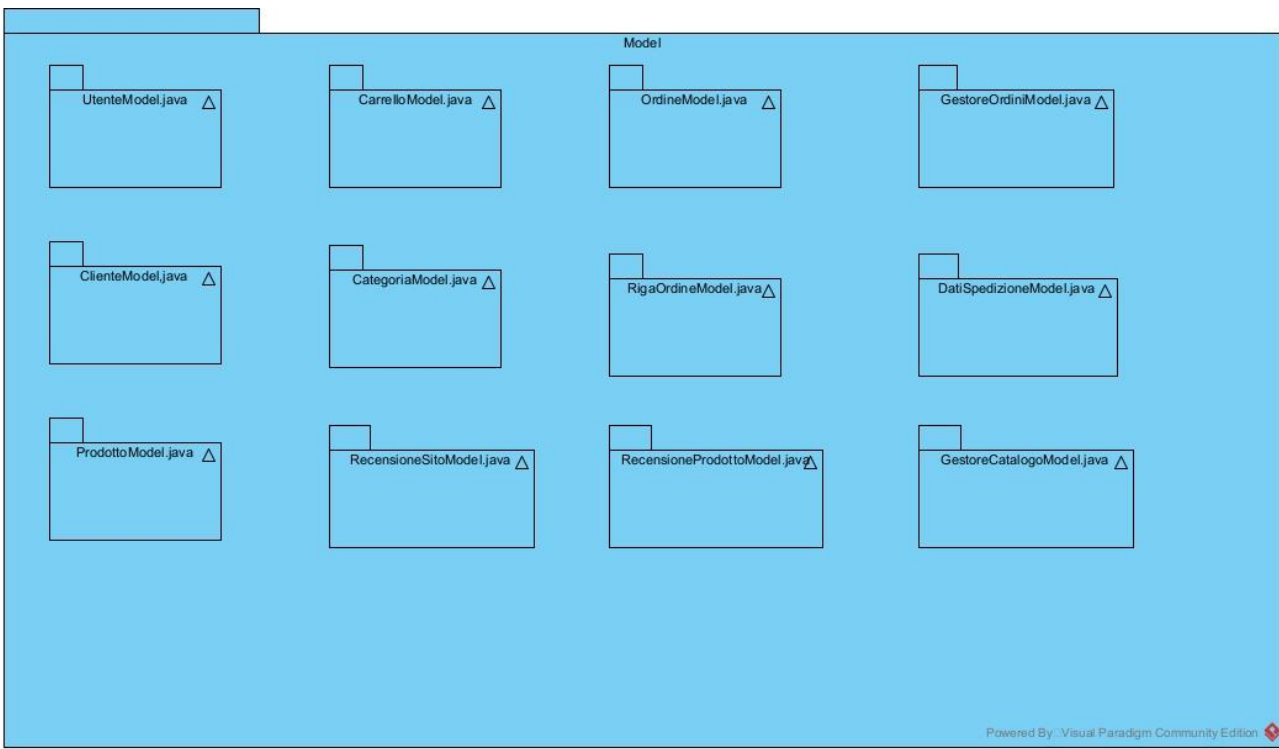 Model
UtenteModel.java
CarrelloModel.java
OrdineModel.java
GestoreOrdiniModel.java
ClienteModel,java
CategoriaModel.java
RigaOrdineModel.java
DatiSpedizioneModel.java
ProdottoModel.java
RecensioneSitoModel.java
RecensioneProdottoModel.java
GestoreCatalogoModel.java
Powered By Visual Paradigm Community Edition